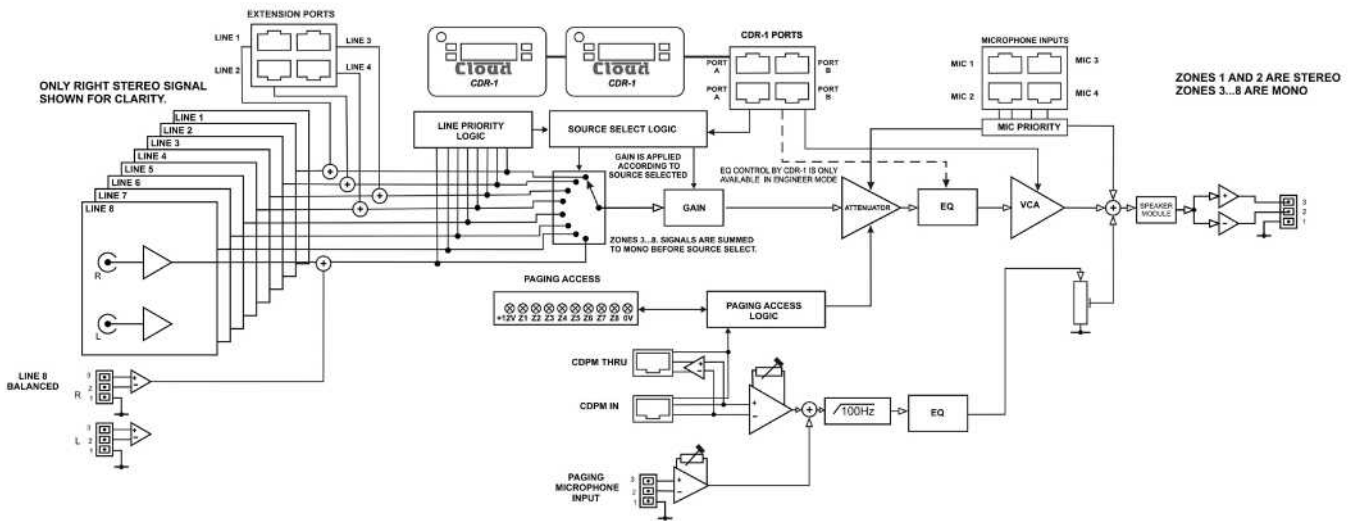 EXTENSION PORTS
LINE 1
LINE 3
LINE 2
LINE 4
Cloud
CDR-1
Cloud
CDR-1
CDR-1 PORTS
PORT
A
PORT
B
PORT
A
PORT
B
MICROPHONE INPUTS
MIC 1
MIC 3
MIC 2
MIC 4
MIC PRIORITY
ZONES 1 AND 2 ARE STEREO
ZONES 3...8 ARE MONO
ONLY RIGHT STEREO SIGNAL
SHOWN FOR CLARITY.
LINE 1
LINE 2
LINE 3
LINE 4
LINE 5
LINE 6
LINE 7
LINE 8
R
L
LINE PRIORITY
LOGIC
SOURCE SELECT LOGIC
GAIN IS APPLIED
ACCORDING TO
SOURCE SELECTED
EQ CONTROL BY CDR-1 IS ONLY
AVAILABLE IN ENGINEER MODE
GAIN
ATTENUATOR
EQ
VCA
+
SPEAKER
MODULE
+
−
3
2
1
+
+
+
+
+
ZONES 3...8. SIGNALS ARE SUMMED
TO MONO BEFORE SOURCE SELECT.
PAGING ACCESS
+12V Z1 Z2 Z3 Z4 Z5 Z6 Z7 Z8 0V
PAGING ACCESS
LOGIC
CDPM THRU
+
−
CDPM IN
+
−
+
100Hz
EQ
LINE 8
BALANCED
R
3
2
1
+
−
L
3
2
1
+
−
PAGING
MICROPHONE
INPUT
3
2
1
+
−